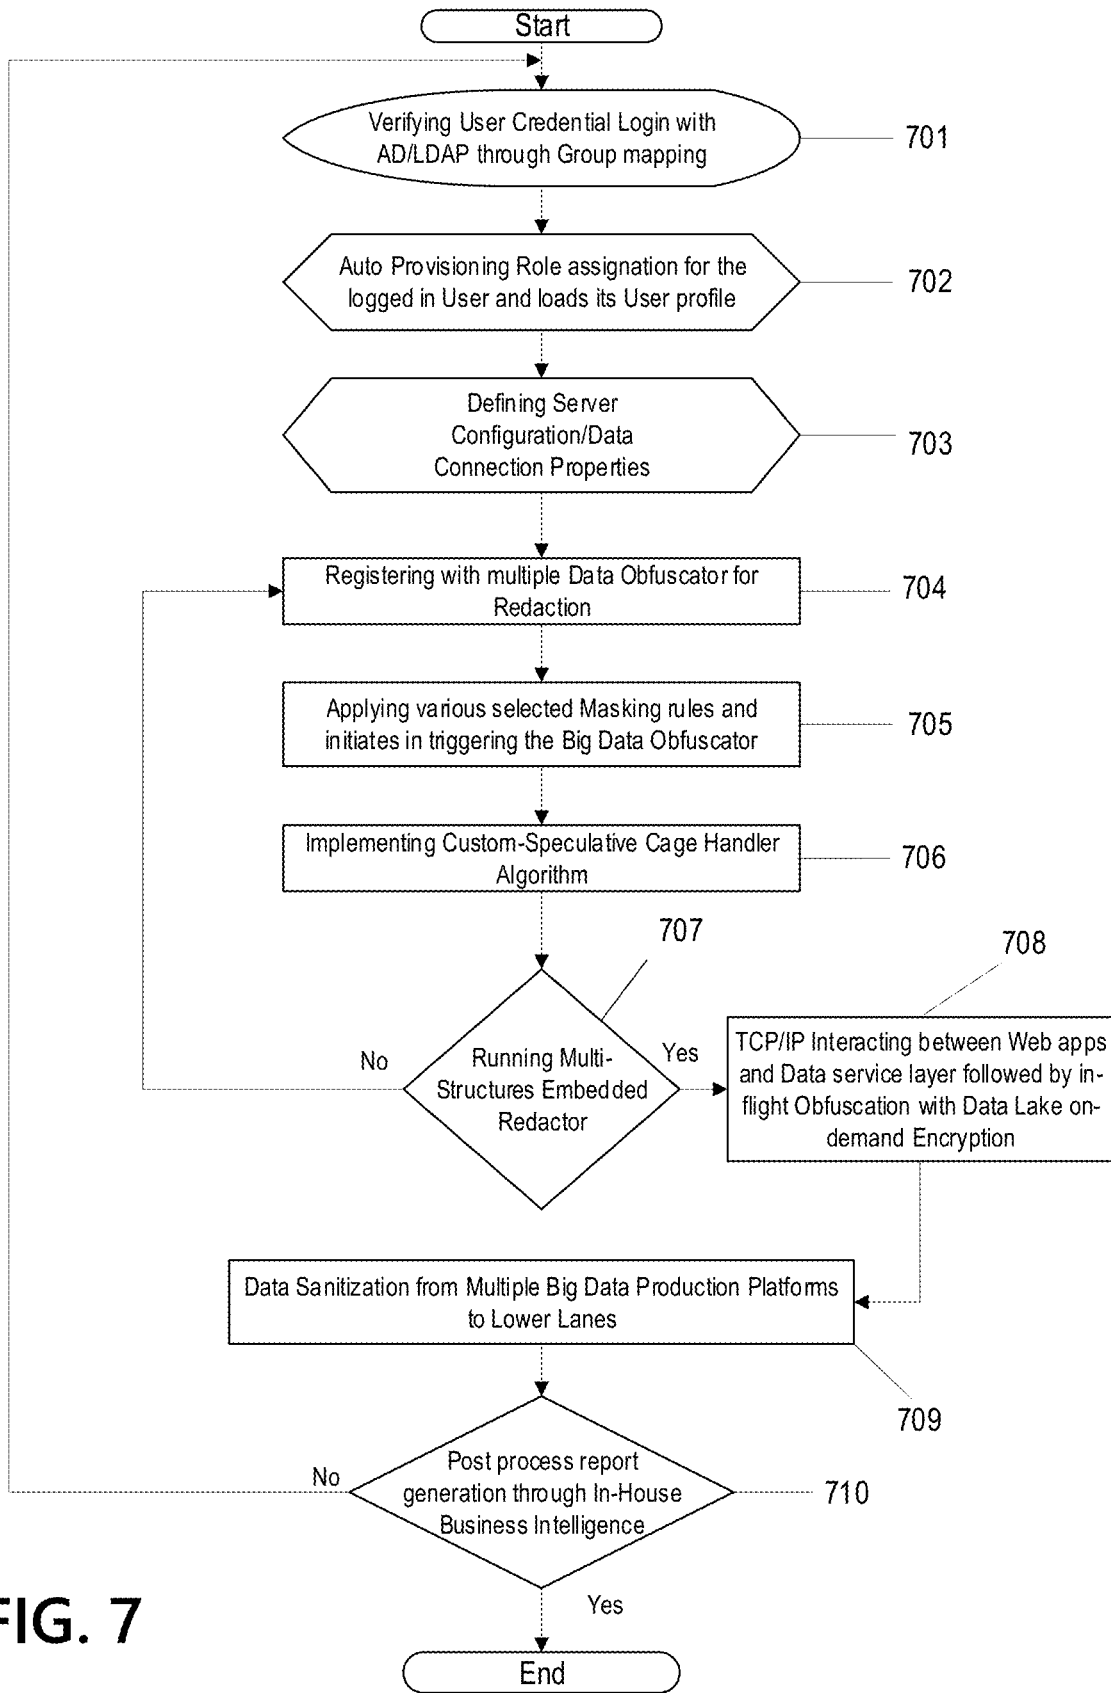 Start
Verifying User Credential Login with
AD/LDAP through Group mapping
701
Auto Provisioning Role assignation for the
logged in User and loads its User profile
702
Defining Server
Configuration/Data
Connection Properties
703
Registering with multiple Data Obfuscator for
Redaction
704
Applying various selected Masking rules and
initiates in triggering the Big Data Obfuscator
705
Implementing Custom-Speculative Cage Handler
Algorithm
706
707
708
No
Running Multi-
Structures Embedded
Redactor
Yes
TCP/IP Interacting between Web apps
and Data service layer followed by in-
flight Obfuscation with Data Lake on-
demand Encryption
Data Sanitization from Multiple Big Data Production Platforms
to Lower Lanes
709
No
Post process report
generation through In-House
Business Intelligence
710
Yes
FIG. 7
End